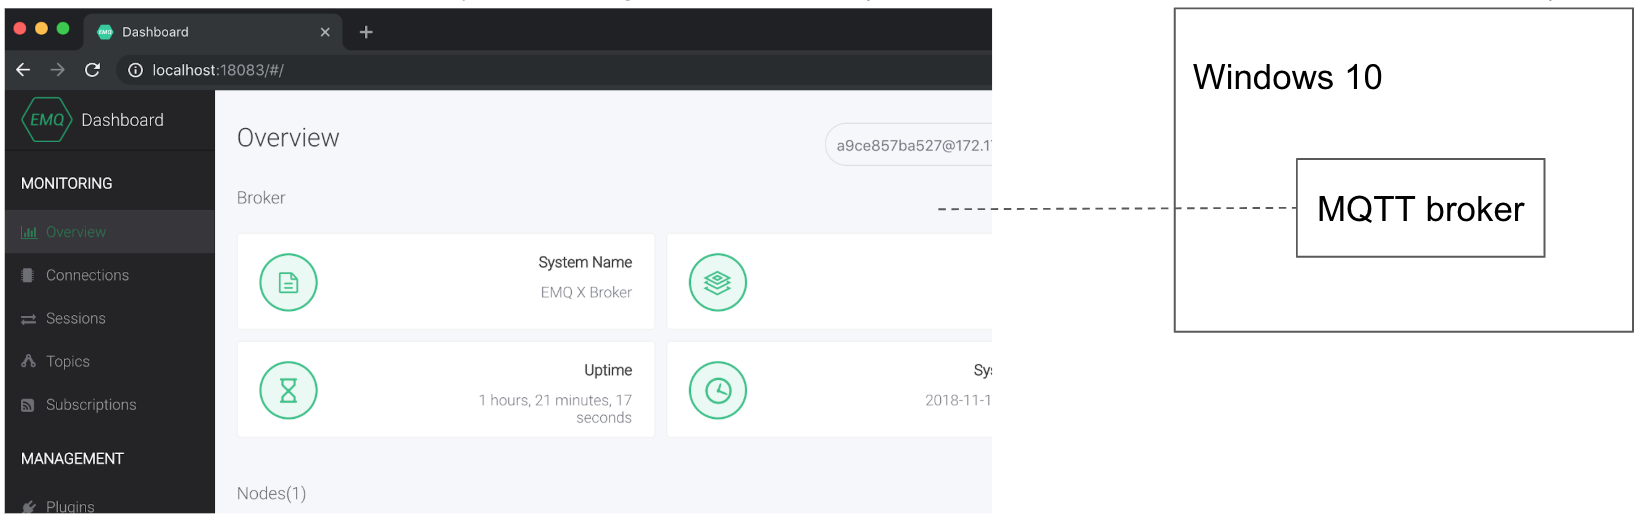 Dashboard
localhost:18083/#/
EMQ Dashboard
Overview
a9ce857ba527@172.1
MONITORING
Broker
Overview
System Name
EMQ X Broker
Connections
Sessions
Topics
Uptime
1 hours, 21 minutes, 17
seconds
2018-11-1
Subscriptions
MANAGEMENT
Nodes(1)
Plugins
Windows 10
MQTT broker